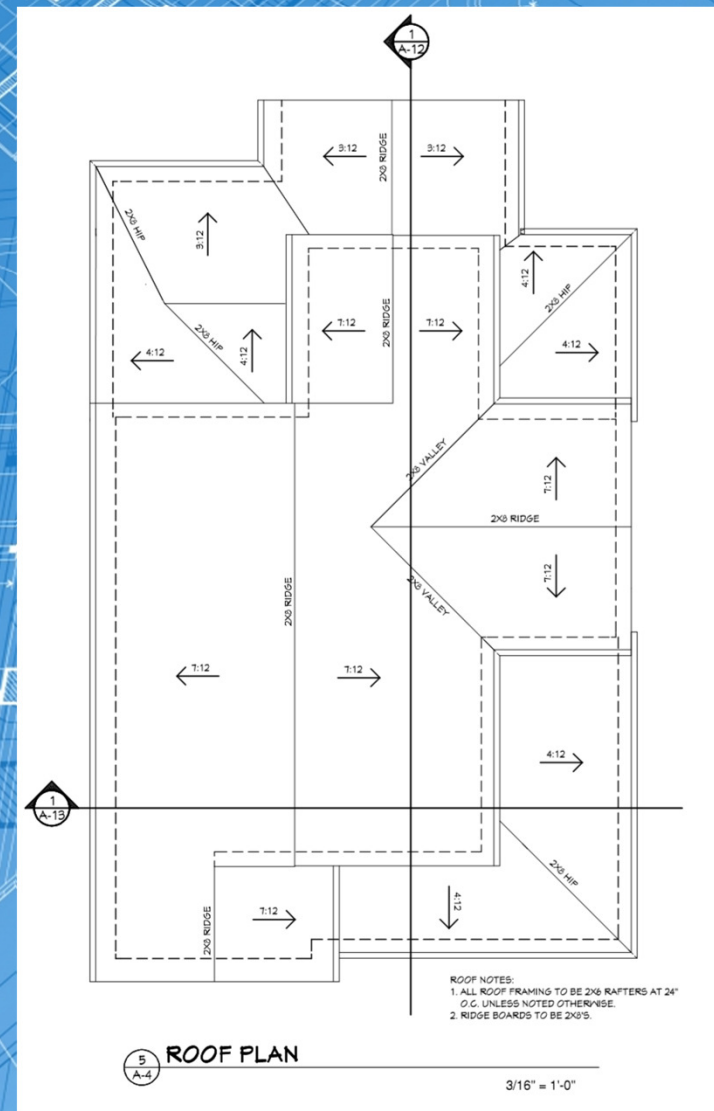 1
A-12
3:12
3:12
2X8 RIDGE
2X8 HIP
3:12
4:12
2X8 HIP
7:12
7:12
2X8 RIDGE
2X8 HIP
4:12
4:12
4:12
2X8 VALLEY
7:12
2X8 RIDGE
7:12
2X8 RIDGE
2X8 VALLEY
7:12
7:12
4:12
1
A-13
2X8 HIP
7:12
4:12
2X8 RIDGE
ROOF NOTES:
1. ALL ROOF FRAMING TO BE 2X6 RAFTERS AT 24"
O.C. UNLESS NOTED OTHERWISE.
2. RIDGE BOARDS TO BE 2X8'S.
5
A-4
ROOF PLAN
3/16" = 1'-0"